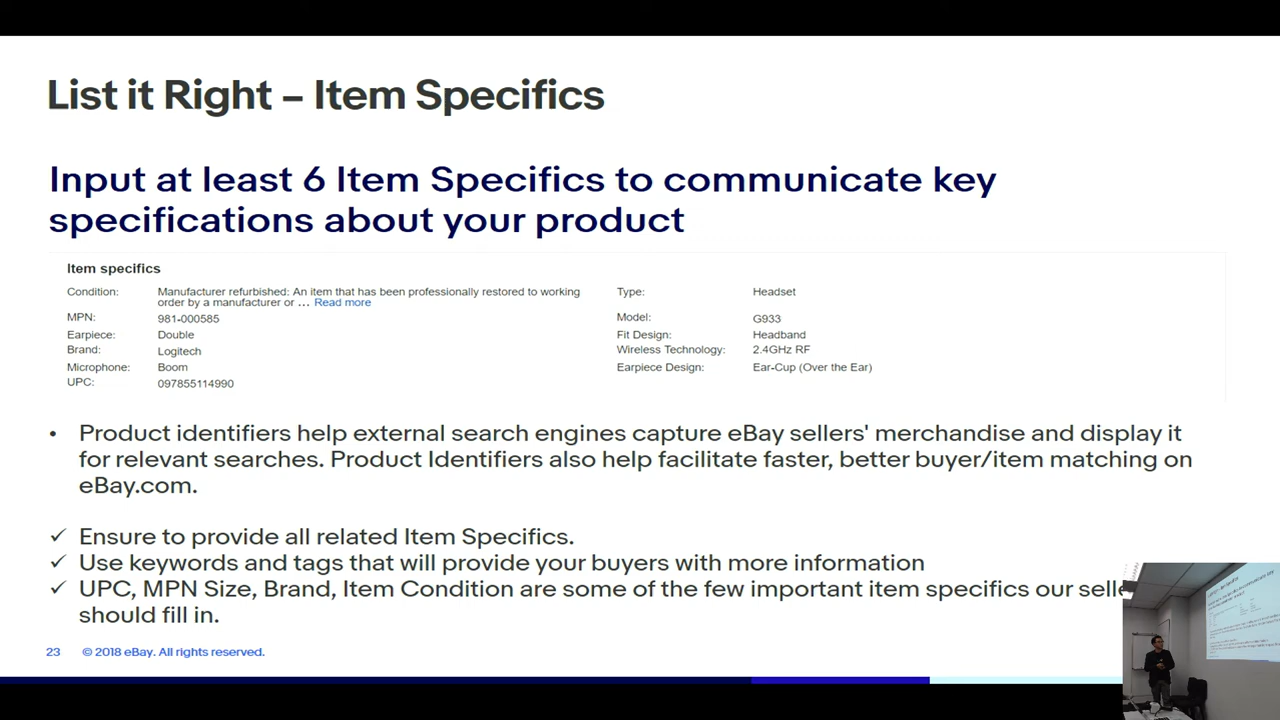 List it Right – Item Specifics
Input at least 6 Item Specifics to communicate key
specifications about your product
Item specifics
Condition: Manufacturer refurbished: An item that has been professionally restored to working
order by a manufacturer or ... Read more
Type: Headset
MPN: 981-000585
Model: G933
Earpiece: Double
Fit Design: Headband
Brand: Logitech
Wireless Technology: 2.4GHz RF
Microphone: Boom
Earpiece Design: Ear-Cup (Over the Ear)
UPC: 097855114990
• Product identifiers help external search engines capture eBay sellers' merchandise and display it
for relevant searches. Product Identifiers also help facilitate faster, better buyer/item matching on
eBay.com.
✓ Ensure to provide all related Item Specifics.
✓ Use keywords and tags that will provide your buyers with more information
✓ UPC, MPN Size, Brand, Item Condition are some of the few important item specifics our
should fill in.
23 © 2018 eBay. All rights reserved.